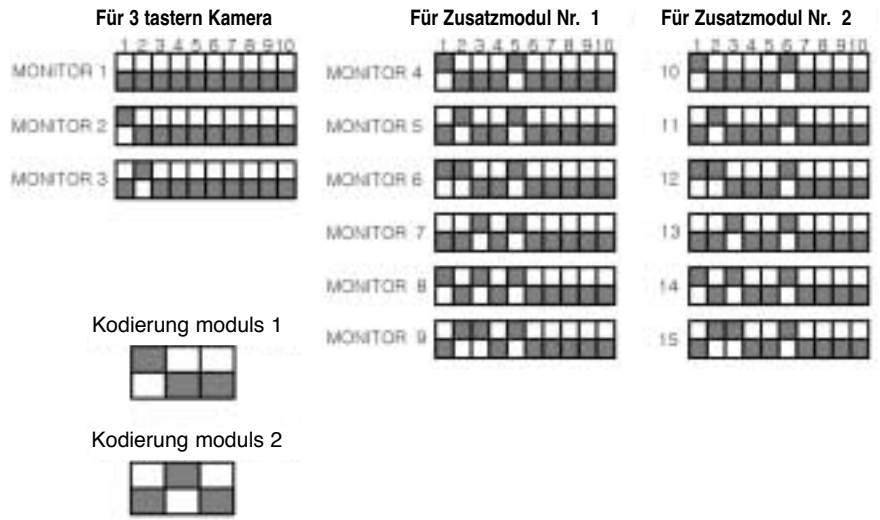 Für 3 tastern Kamera
1 2 3 4 5 6 7 8 9 10
MONITOR 1
MONITOR 2
MONITOR 3
Kodierung moduls 1
Kodierung moduls 2
Für Zusatzmodul Nr. 1
1 2 3 4 5 6 7 8 9 10
MONITOR 4
MONITOR 5
MONITOR 6
MONITOR 7
MONITOR 8
MONITOR 9
Für Zusatzmodul Nr. 2
1 2 3 4 5 6 7 8 9 10
10
11
12
13
14
15